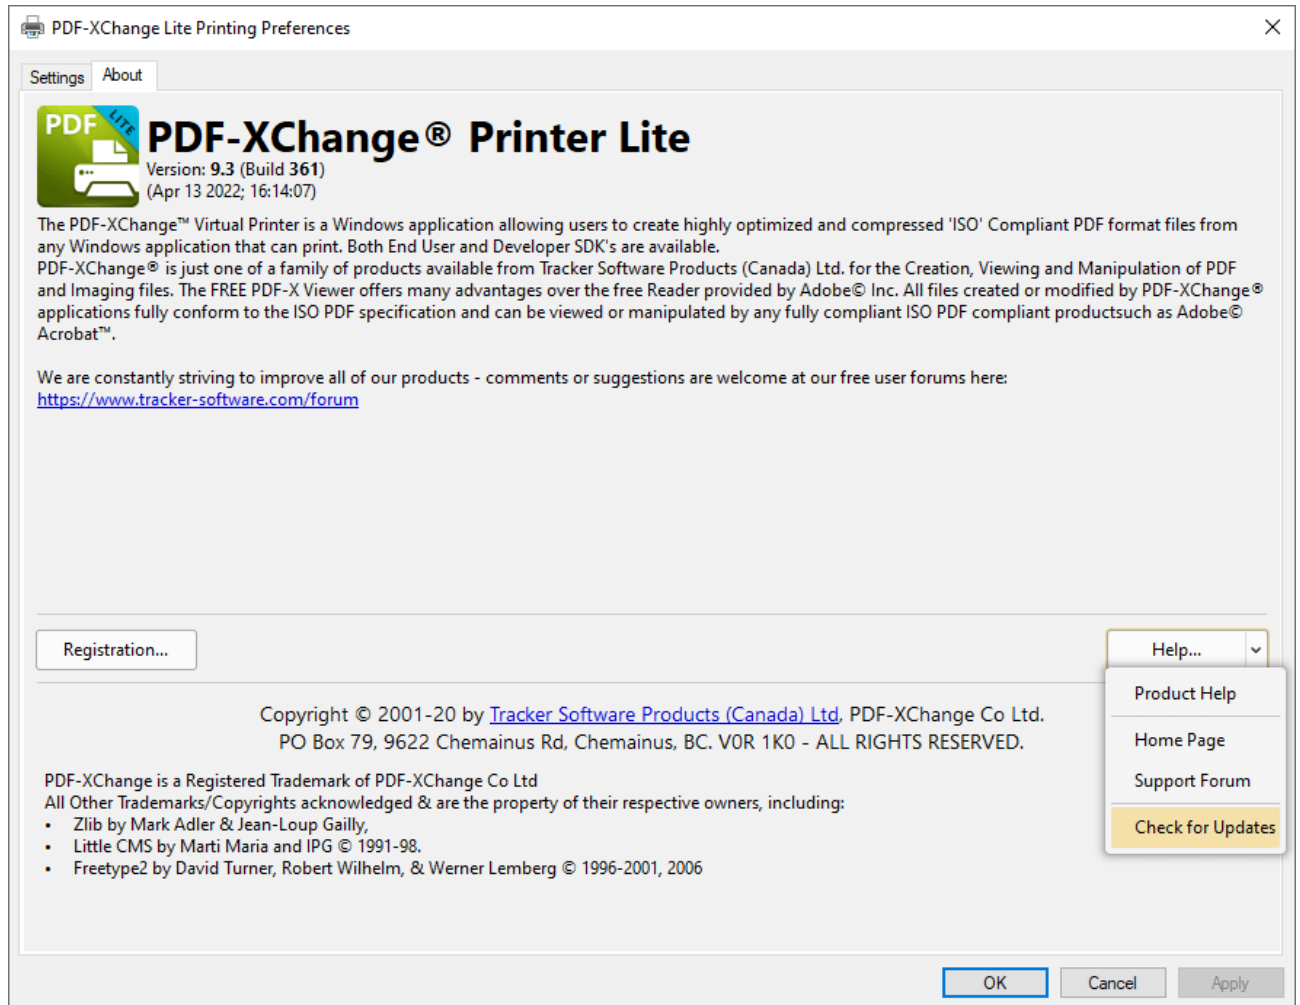 PDF-XChange Lite Printing Preferences
Settings
About
PDF
LITE
PDF-XChange® Printer Lite
Version: 9.3 (Build 361)
(Apr 13 2022; 16:14:07)
The PDF-XChange™ Virtual Printer is a Windows application allowing users to create highly optimized and compressed 'ISO' Compliant PDF format files from
any Windows application that can print. Both End User and Developer SDK's are available.
PDF-XChange® is just one of a family of products available from Tracker Software Products (Canada) Ltd. for the Creation, Viewing and Manipulation of PDF
and Imaging files. The FREE PDF-X Viewer offers many advantages over the free Reader provided by Adobe© Inc. All files created or modified by PDF-XChange®
applications fully conform to the ISO PDF specification and can be viewed or manipulated by any fully compliant ISO PDF compliant productsuch as Adobe©
Acrobat™.
We are constantly striving to improve all of our products - comments or suggestions are welcome at our free user forums here:
https://www.tracker-software.com/forum
Registration...
Help...
Product Help
Home Page
Support Forum
Check for Updates
Copyright © 2001-20 by Tracker Software Products (Canada) Ltd, PDF-XChange Co Ltd.
PO Box 79, 9622 Chemainus Rd, Chemainus, BC. V0R 1K0 - ALL RIGHTS RESERVED.
PDF-XChange is a Registered Trademark of PDF-XChange Co Ltd
All Other Trademarks/Copyrights acknowledged & are the property of their respective owners, including:
• Zlib by Mark Adler & Jean-Loup Gailly,
• Little CMS by Marti Maria and IPG © 1991-98.
• Freetype2 by David Turner, Robert Wilhelm, & Werner Lemberg © 1996-2001, 2006
OK
Cancel
Apply